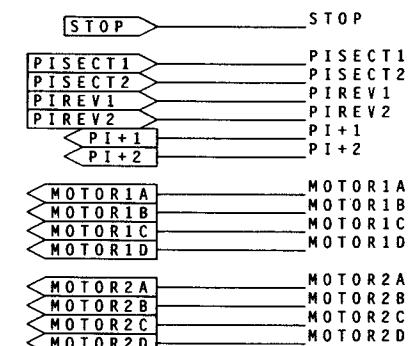 STOP STOP
PISECT1 PISECT1
PISECT2 PISECT2
PIREV1 PIREV1
PIREV2 PIREV2
PI+1 PI+1
PI+2 PI+2
MOTOR1A MOTOR1A
MOTOR1B MOTOR1B
MOTOR1C MOTOR1C
MOTOR1D MOTOR1D
MOTOR2A MOTOR2A
MOTOR2B MOTOR2B
MOTOR2C MOTOR2C
MOTOR2D MOTOR2D